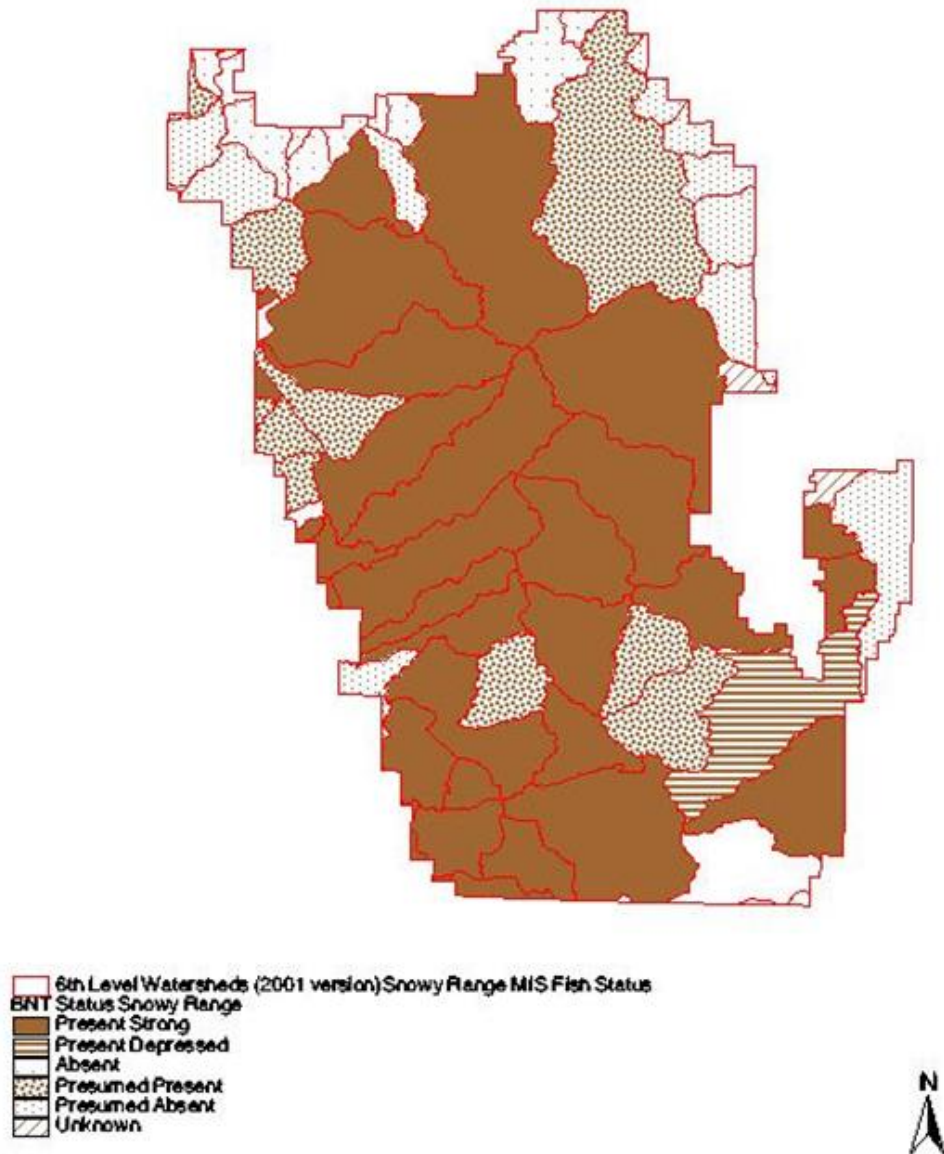 6th Level Watersheds (2001 version) Snowy Range MIS Fish Status
BNT Status Snowy Range
Present Strong
Present Depressed
Absent
Presumed Present
Presumed Absent
Unknown
N